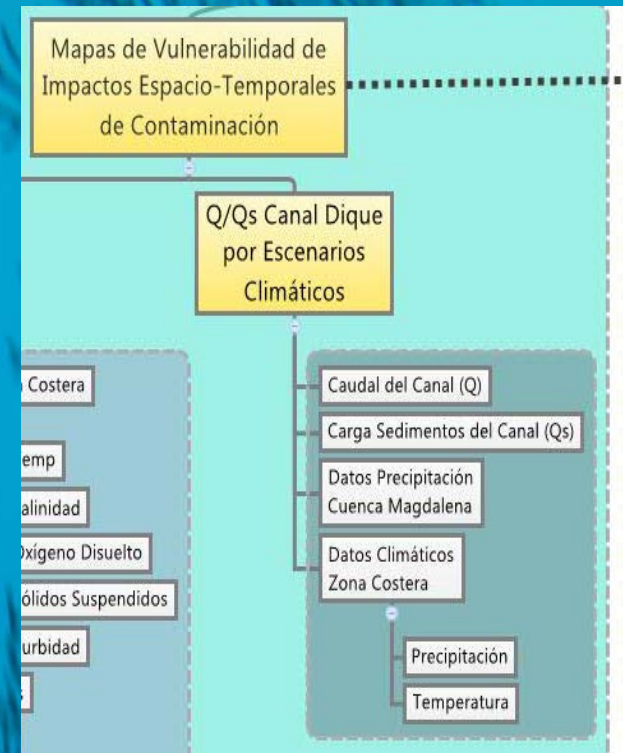 Mapas de Vulnerabilidad de
Impactos Espacio-Temporales
de Contaminación
Q/Qs Canal Dique
por Escenarios
Climáticos
Costera
emp
alinidad
Oxígeno Disuelto
ólidos Suspendidos
urbidad
Caudal del Canal (Q)
Carga Sedimentos del Canal (Qs)
Datos Precipitación
Cuenca Magdalena
Datos Climáticos
Zona Costera
Precipitación
Temperatura